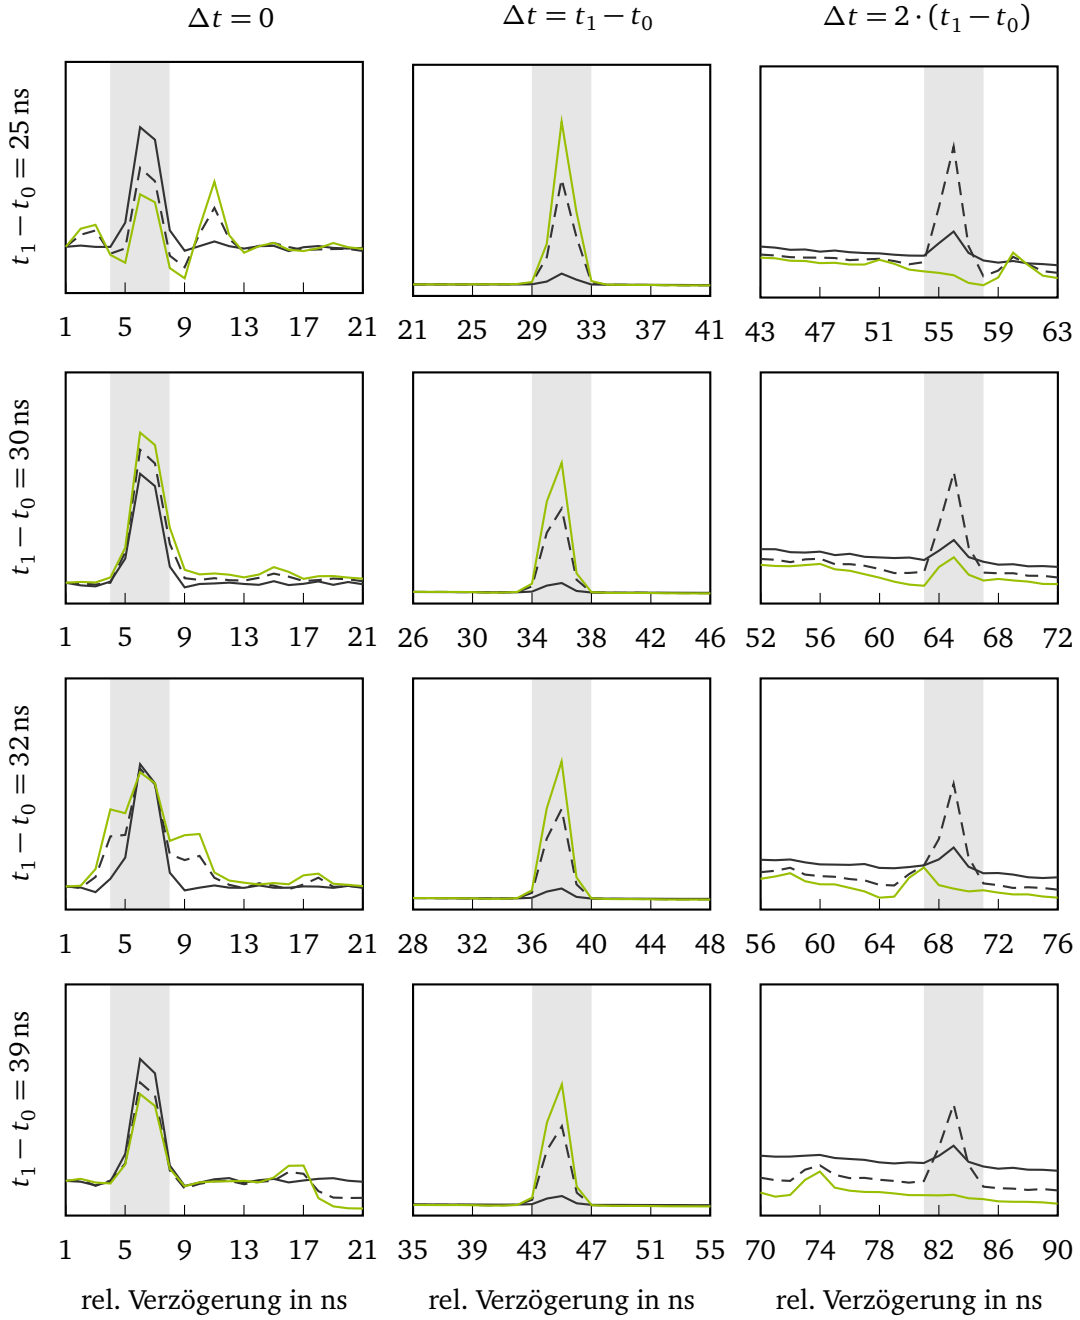 Δt = 0
Δt = t₁ − t₀
Δt = 2 · (t₁ − t₀)
t₁ − t₀ = 25 ns
1 5 9 13 17 21
21 25 29 33 37 41
43 47 51 55 59 63
t₁ − t₀ = 30 ns
1 5 9 13 17 21
26 30 34 38 42 46
52 56 60 64 68 72
t₁ − t₀ = 32 ns
1 5 9 13 17 21
28 32 36 40 44 48
56 60 64 68 72 76
t₁ − t₀ = 39 ns
1 5 9 13 17 21
35 39 43 47 51 55
70 74 78 82 86 90
rel. Verzögerung in ns
rel. Verzögerung in ns
rel. Verzögerung in ns